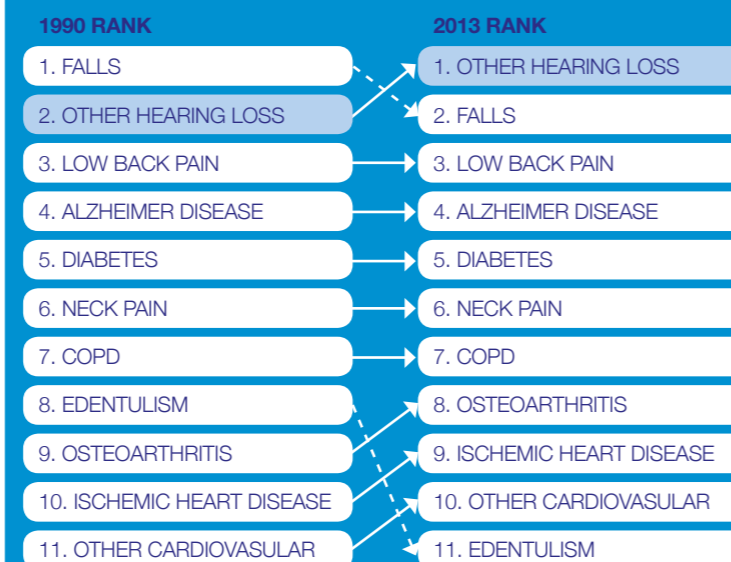 1990 RANK
1. FALLS
2. OTHER HEARING LOSS
3. LOW BACK PAIN
4. ALZHEIMER DISEASE
5. DIABETES
6. NECK PAIN
7. COPD
8. EDENTULISM
9. OSTEOARTHRITIS
10. ISCHEMIC HEART DISEASE
11. OTHER CARDIOVASULAR
2013 RANK
1. OTHER HEARING LOSS
2. FALLS
3. LOW BACK PAIN
4. ALZHEIMER DISEASE
5. DIABETES
6. NECK PAIN
7. COPD
8. OSTEOARTHRITIS
9. ISCHEMIC HEART DISEASE
10. OTHER CARDIOVASULAR
11. EDENTULISM